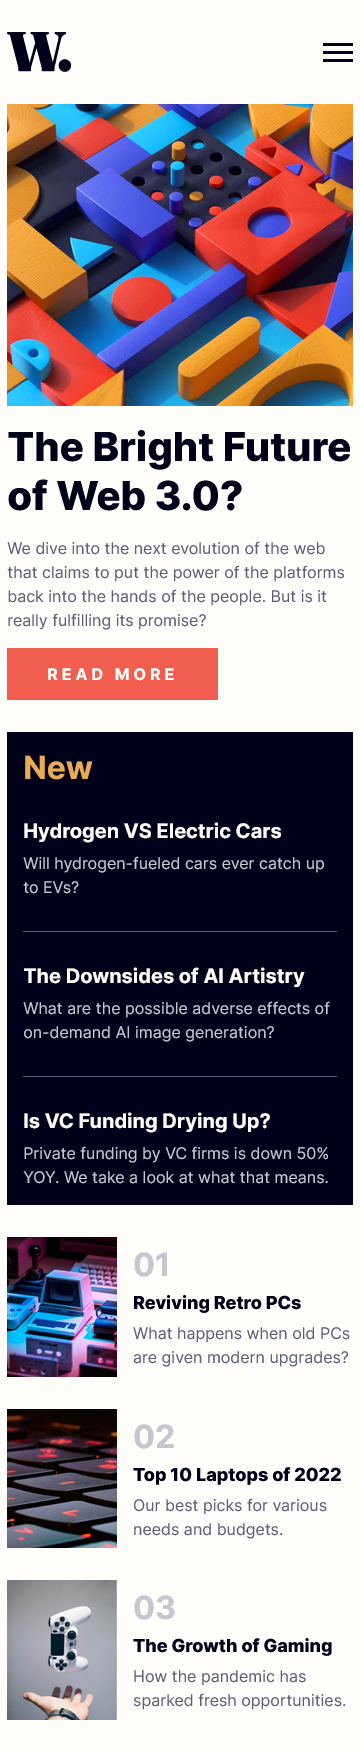 W.
The Bright Future
of Web 3.0?
We dive into the next evolution of the web
that claims to put the power of the platforms
back into the hands of the people. But is it
really fulfilling its promise?
READ MORE
New
Hydrogen VS Electric Cars
Will hydrogen-fueled cars ever catch up
to EVs?
The Downsides of AI Artistry
What are the possible adverse effects of
on-demand AI image generation?
Is VC Funding Drying Up?
Private funding by VC firms is down 50%
YOY. We take a look at what that means.
01
Reviving Retro PCs
What happens when old PCs
are given modern upgrades?
02
Top 10 Laptops of 2022
Our best picks for various
needs and budgets.
03
The Growth of Gaming
How the pandemic has
sparked fresh opportunities.